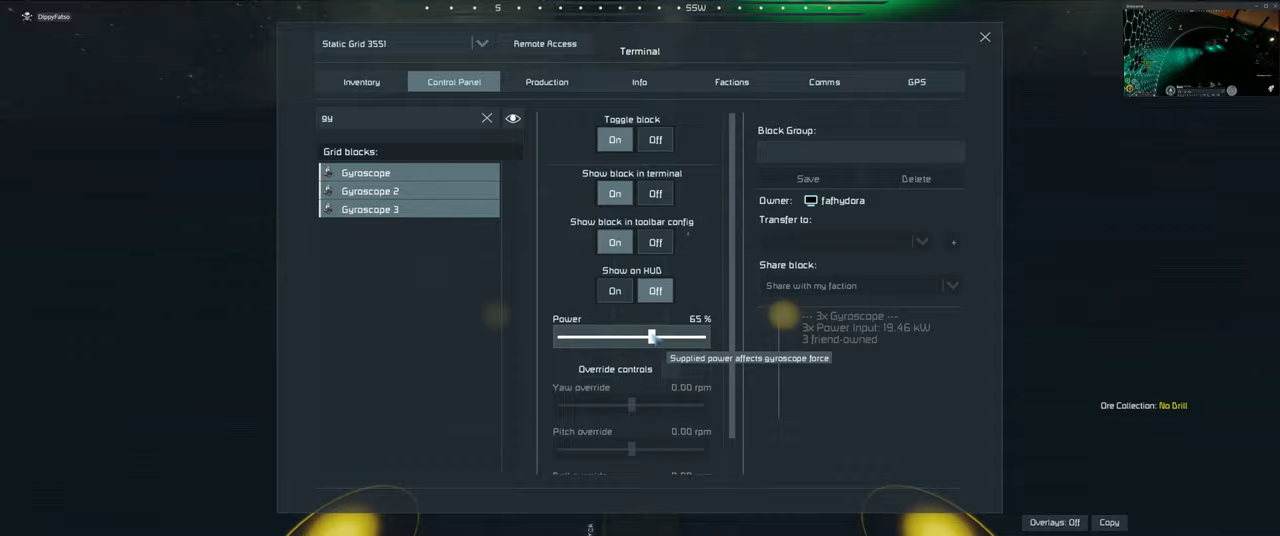 DippyFatso
S
SSW
Static Grid 3551
Remote Access
Terminal
Inventory
Control Panel
Production
Info
Factions
Comms
GPS
gy
Grid blocks:
Gyroscope
Gyroscope 2
Gyroscope 3
Toggle block
On Off
Show block in terminal
On Off
Show block in toolbar config
On Off
Show on HUD
On Off
Power 65 %
Supplied power affects gyroscope force
Override controls
Yaw override 0.00 rpm
Pitch override 0.00 rpm
Block Group:
Save Delete
Owner: fafhydora
Transfer to:
+
Share block:
Share with my faction
--- 3x Gyroscope ---
3x Power Input: 19.46 kW
3 friend-owned
Ore Collection: No Drill
Overlays: Off
Copy